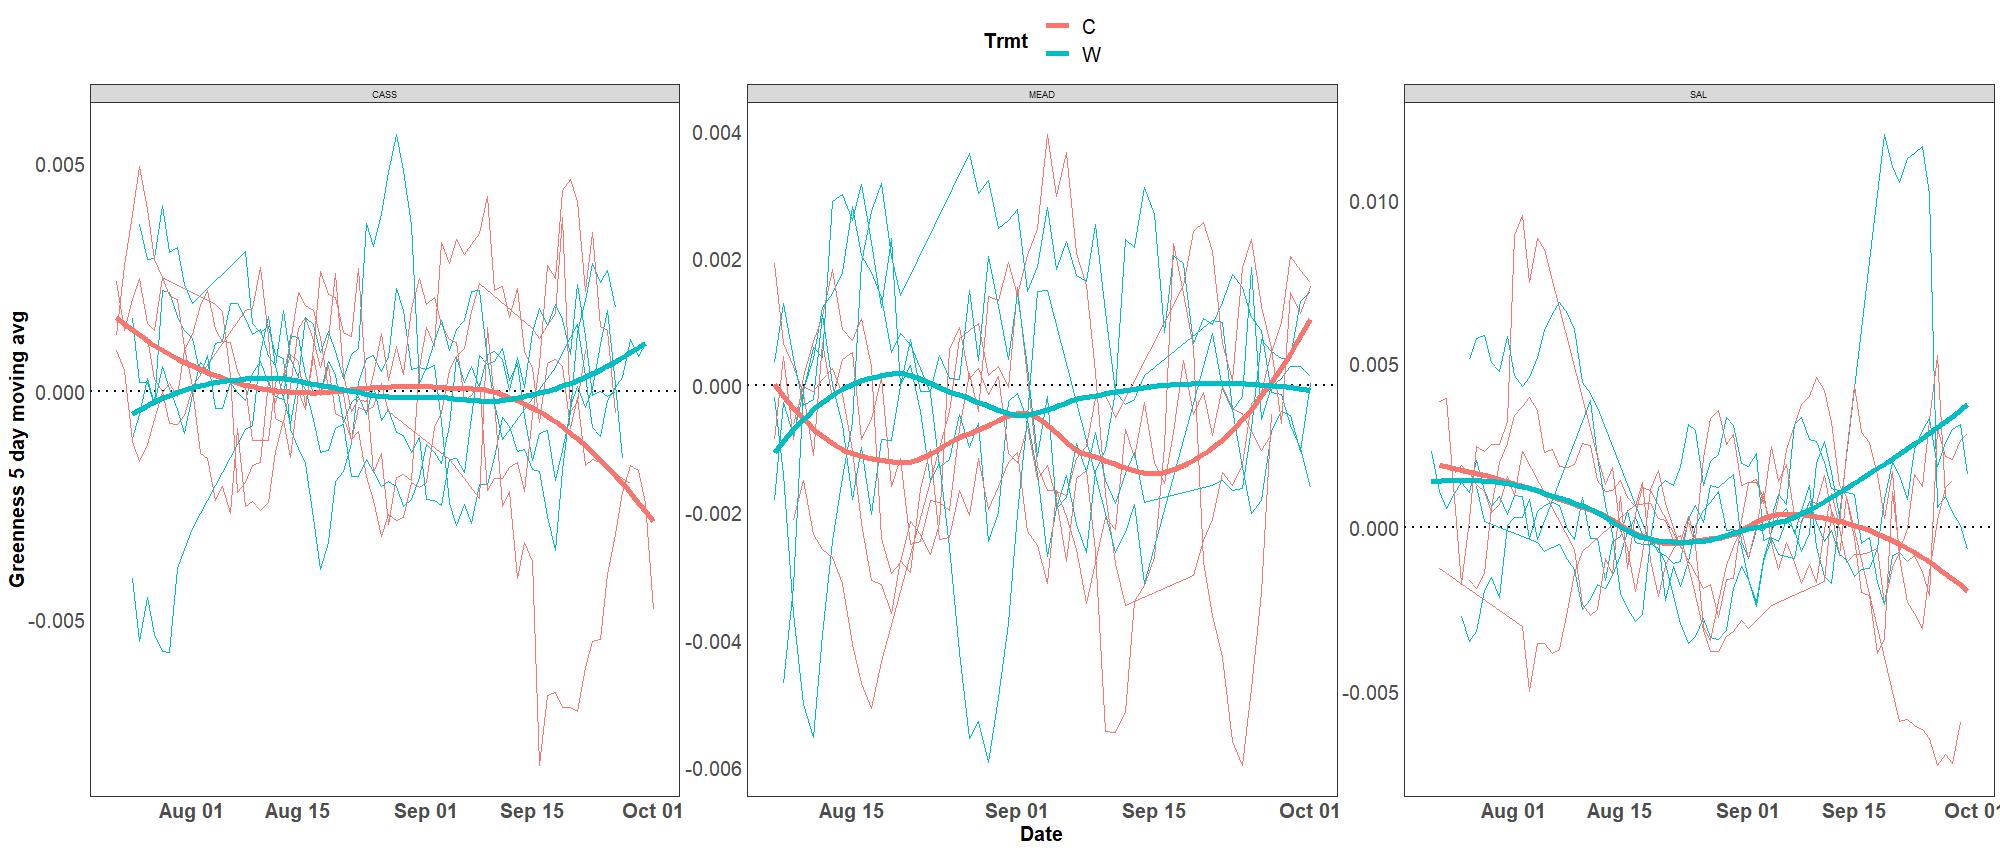 Trmt
C
W
CASS
MEAD
SAL
Greenness 5 day moving avg
0.005
0.000
-0.005
0.004
0.002
0.000
-0.002
-0.004
-0.006
0.010
0.005
0.000
-0.005
Aug 01 Aug 15 Sep 01 Sep 15 Oct 01
Aug 15 Sep 01 Sep 15 Oct 01
Aug 01 Aug 15 Sep 01 Sep 15 Oct 01
Date